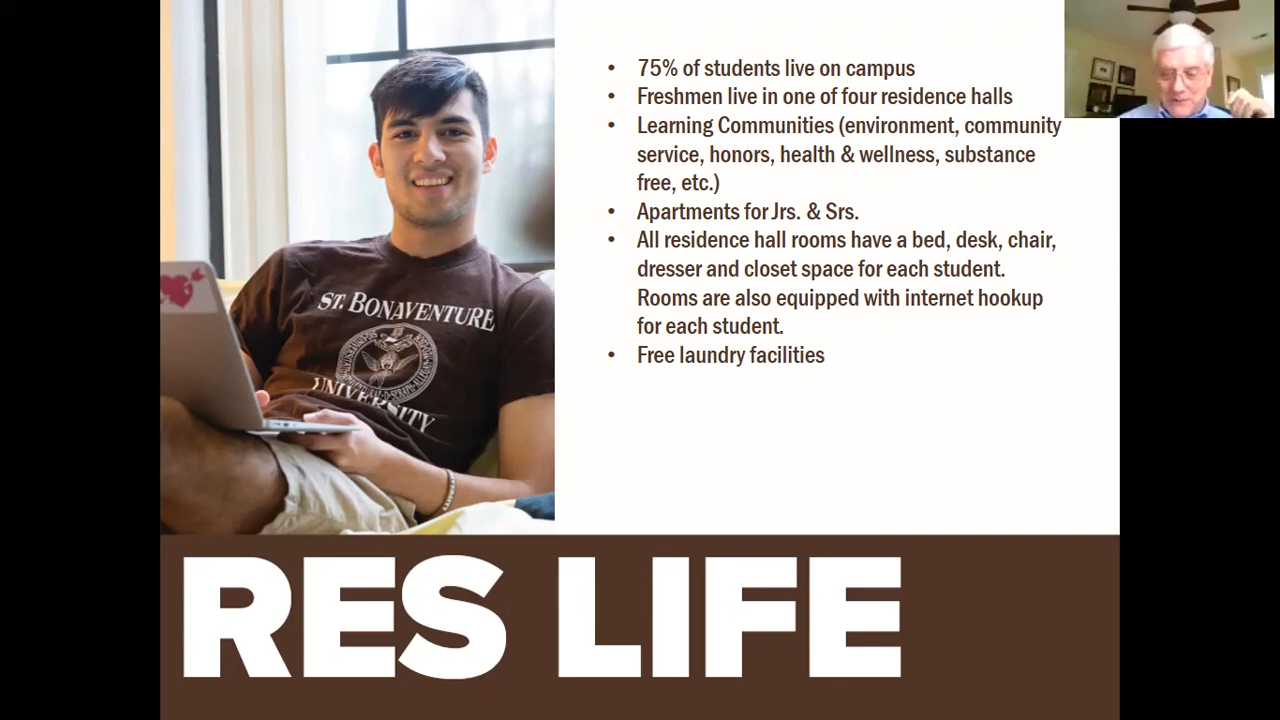 • 75% of students live on campus
• Freshmen live in one of four residence halls
• Learning Communities (environment, community
service, honors, health & wellness, substance
free, etc.)
• Apartments for Jrs. & Srs.
• All residence hall rooms have a bed, desk, chair,
dresser and closet space for each student.
Rooms are also equipped with internet hookup
for each student.
• Free laundry facilities
ST. BONAVENTURE
UNIVERSITY
RES LIFE